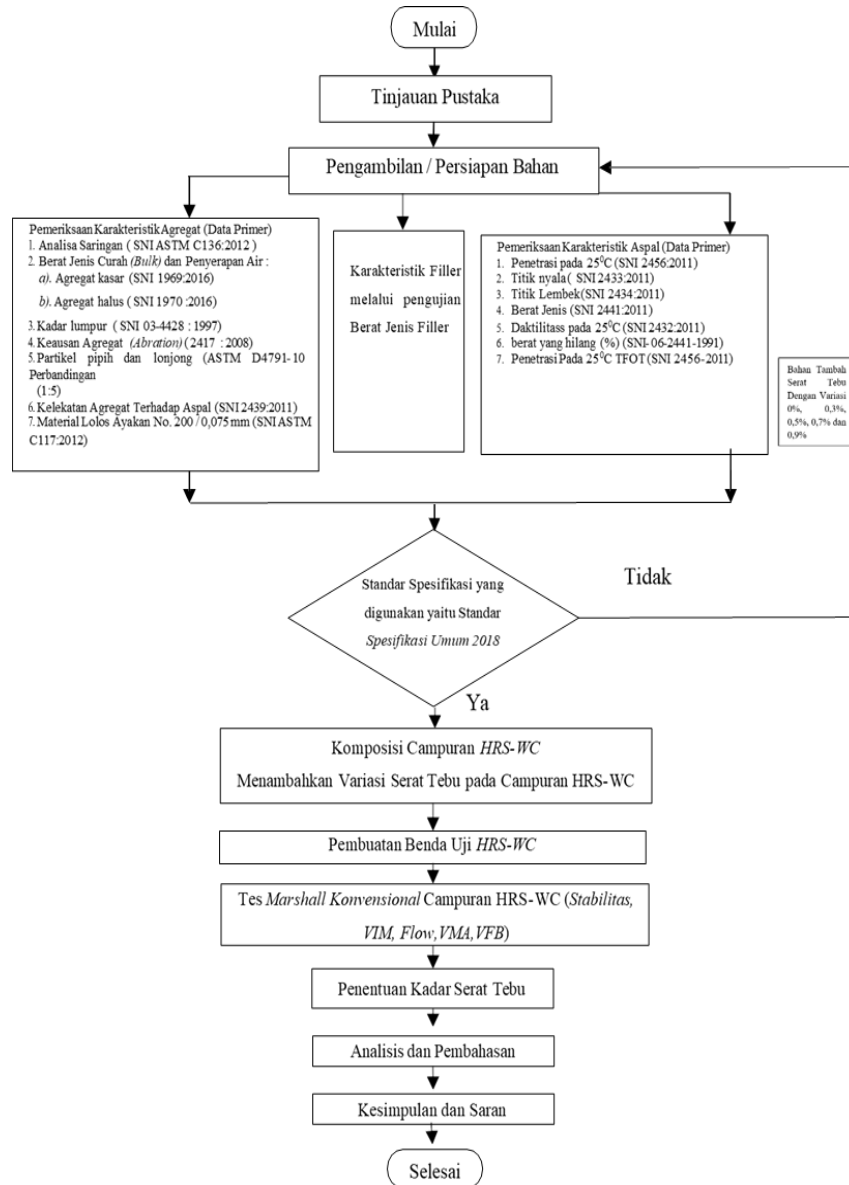 Mulai
Tinjauan Pustaka
Pengambilan / Persiapan Bahan
Pemeriksaan Karakteristik Agregat (Data Primer)
1. Analisa Saringan ( SNI ASTM C136:2012 )
2. Berat Jenis Curah (Bulk) dan Penyerapan Air :
a). Agregat kasar (SNI 1969:2016)
b). Agregat halus ( SNI 1970 :2016)
3. Kadar lumpur ( SNI 03-4428 : 1997)
4. Keausan Agregat (Abration) ( 2417 : 2008)
5. Partikel pipih dan lonjong (ASTM D4791-10
Perbandingan
(1:5)
6. Kelekatan Agregat Terhadap Aspal (SNI 2439:2011)
7. Material Lolos Ayakan No. 200 / 0,075 mm (SNI ASTM
C117:2012)
Karakteristik Filler
melalui pengujian
Berat Jenis Filler
Pemeriksaan Karakteristik Aspal (Data Primer)
1. Penetrasi pada 25⁰C (SNI 2456:2011)
2. Titik nyala ( SNI 2433:2011)
3. Titik Lembek(SNI 2434:2011)
4. Berat Jenis (SNI 2441:2011)
5. Daktilitass pada 25⁰C (SNI 2432:2011)
6. berat yang hilang (%) (SNI- 06-2441-1991)
7. Penetrasi Pada 25⁰C TFOT (SNI 2456-2011)
Bahan Tambah
Serat Tebu
Dengan Variasi
0%, 0,3%,
0,5%, 0,7% dan
0,9%
Standar Spesifikasi yang
digunakan yaitu Standar
Spesifikasi Umum 2018
Tidak
Ya
Komposisi Campuran HRS-WC
Menambahkan Variasi Serat Tebu pada Campuran HRS-WC
Pembuatan Benda Uji HRS-WC
Tes Marshall Konvensional Campuran HRS-WC (Stabilitas,
VIM, Flow,VMA,VFB)
Penentuan Kadar Serat Tebu
Analisis dan Pembahasan
Kesimpulan dan Saran
Selesai